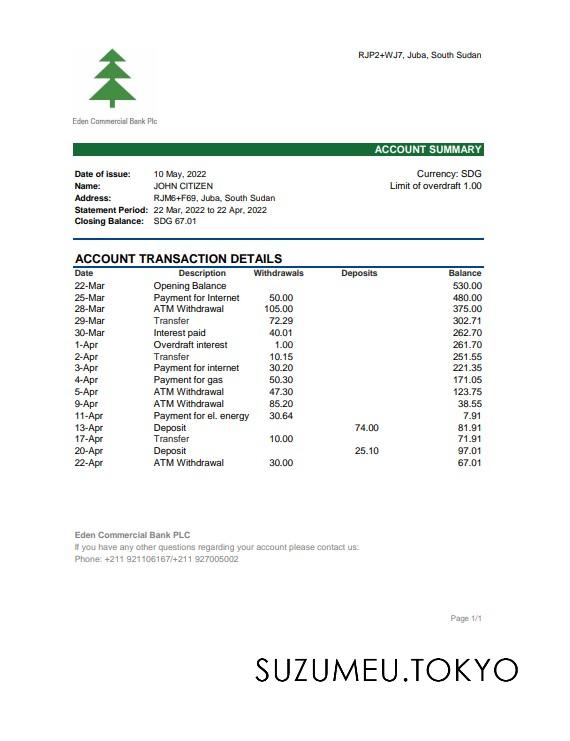 RJP2+WJ7, Juba, South Sudan
Eden Commercial Bank Plc
ACCOUNT SUMMARY
Date of issue: 10 May, 2022 Currency: SDG
Name: JOHN CITIZEN Limit of overdraft 1.00
Address: RJM6+F69, Juba, South Sudan
Statement Period: 22 Mar, 2022 to 22 Apr, 2022
Closing Balance: SDG 67.01
ACCOUNT TRANSACTION DETAILS
Date Description Withdrawals Deposits Balance
22-Mar Opening Balance 530.00
25-Mar Payment for Internet 50.00 480.00
28-Mar ATM Withdrawal 105.00 375.00
29-Mar Transfer 72.29 302.71
30-Mar Interest paid 40.01 262.70
1-Apr Overdraft interest 1.00 261.70
2-Apr Transfer 10.15 251.55
3-Apr Payment for internet 30.20 221.35
4-Apr Payment for gas 50.30 171.05
5-Apr ATM Withdrawal 47.30 123.75
9-Apr ATM Withdrawal 85.20 38.55
11-Apr Payment for el. energy 30.64 7.91
13-Apr Deposit 74.00 81.91
17-Apr Transfer 10.00 71.91
20-Apr Deposit 25.10 97.01
22-Apr ATM Withdrawal 30.00 67.01
Eden Commercial Bank PLC
If you have any other questions regarding your account please contact us:
Phone: +211 921106167/+211 927005002
Page 1/1
SUZUMEU.TOKYO